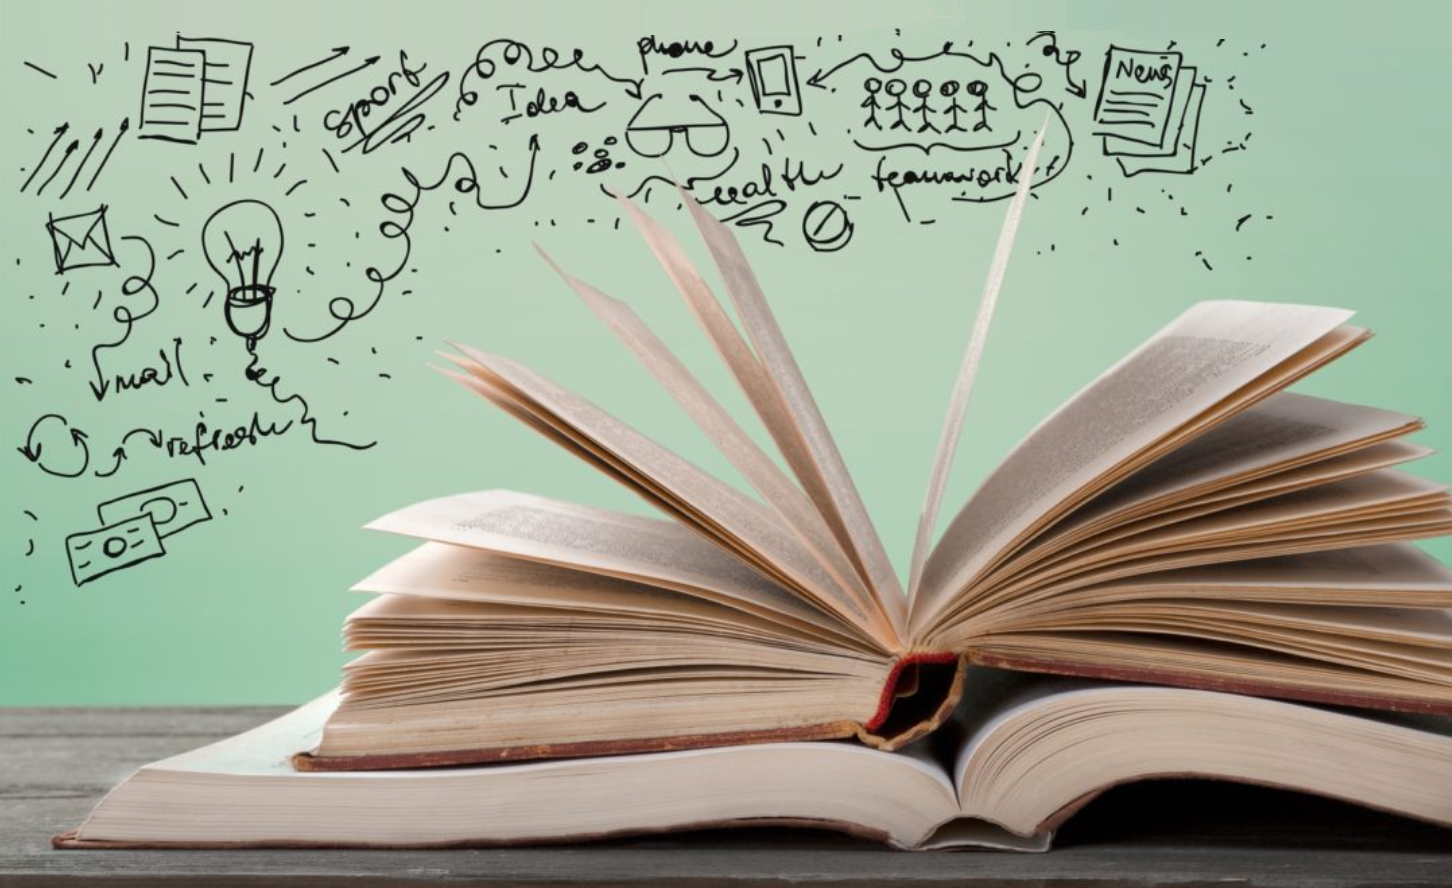 phone
sport
Idea
News
health
teamwork
mail
refresh